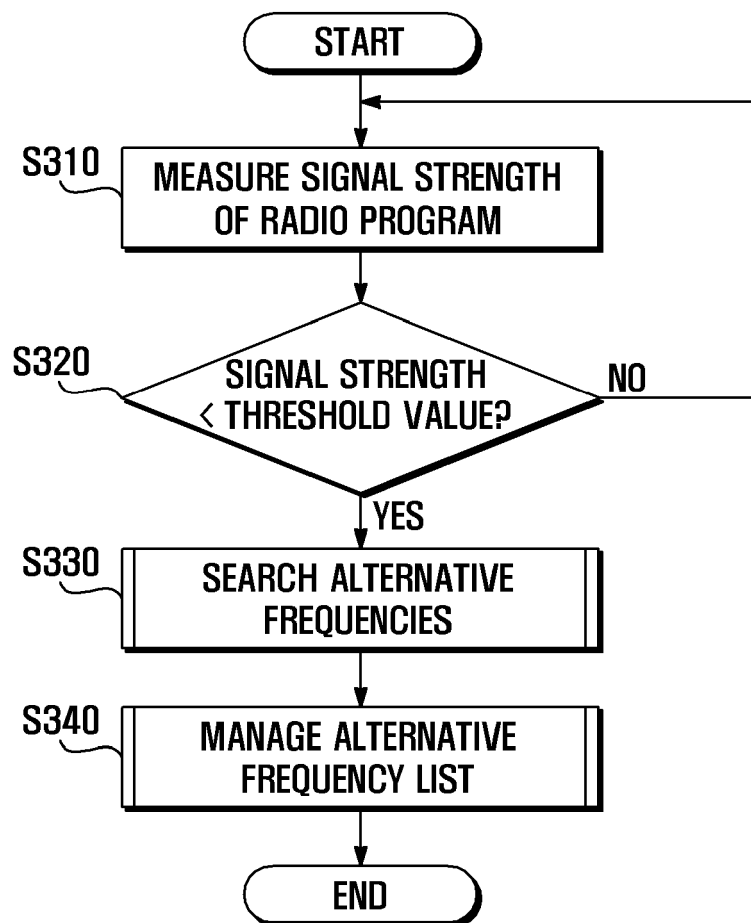 START
S310
MEASURE SIGNAL STRENGTH
OF RADIO PROGRAM
S320
SIGNAL STRENGTH
< THRESHOLD VALUE?
NO
YES
S330
SEARCH ALTERNATIVE
FREQUENCIES
S340
MANAGE ALTERNATIVE
FREQUENCY LIST
END